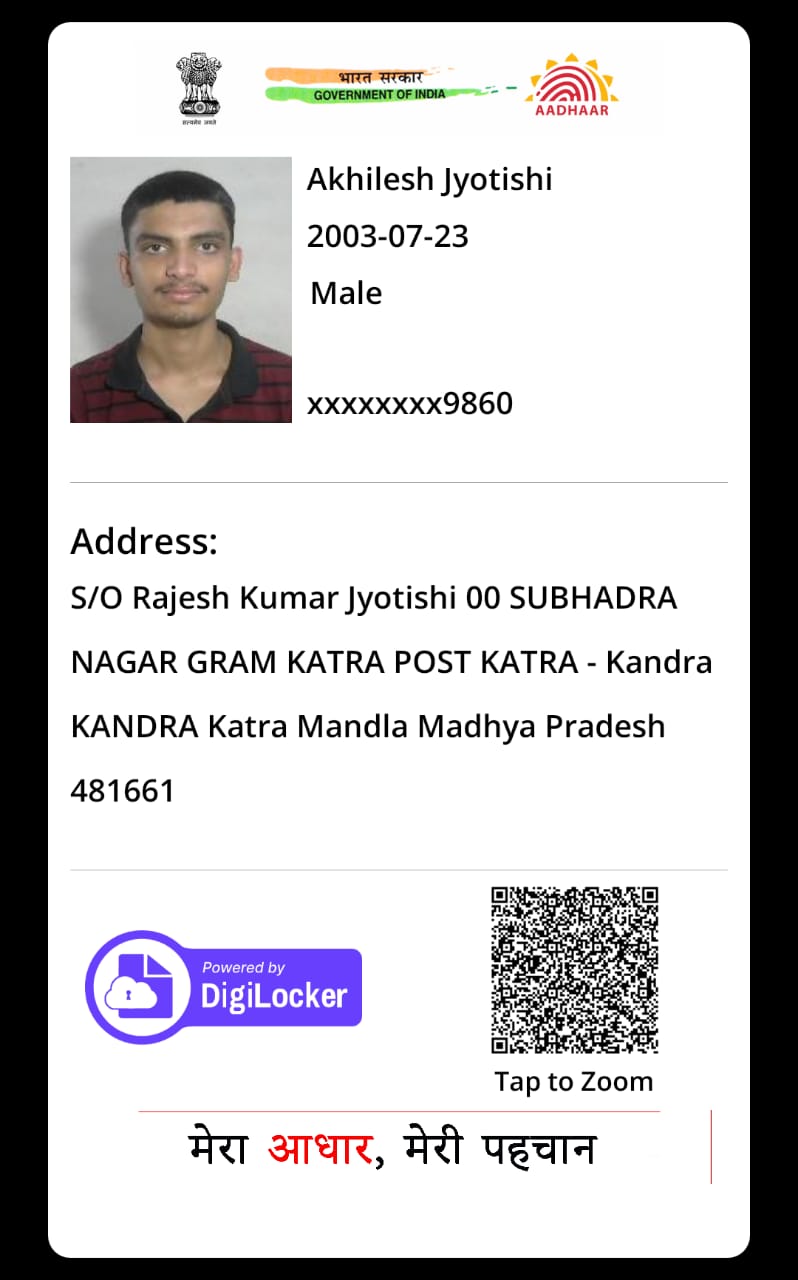 सत्यमेव जयते
भारत सरकार
GOVERNMENT OF INDIA
AADHAAR
Akhilesh Jyotishi
2003-07-23
Male
xxxxxxxx9860
Address:
S/O Rajesh Kumar Jyotishi 00 SUBHADRA
NAGAR GRAM KATRA POST KATRA - Kandra
KANDRA Katra Mandla Madhya Pradesh
481661
Powered by
DigiLocker
Tap to Zoom
मेरा आधार, मेरी पहचान